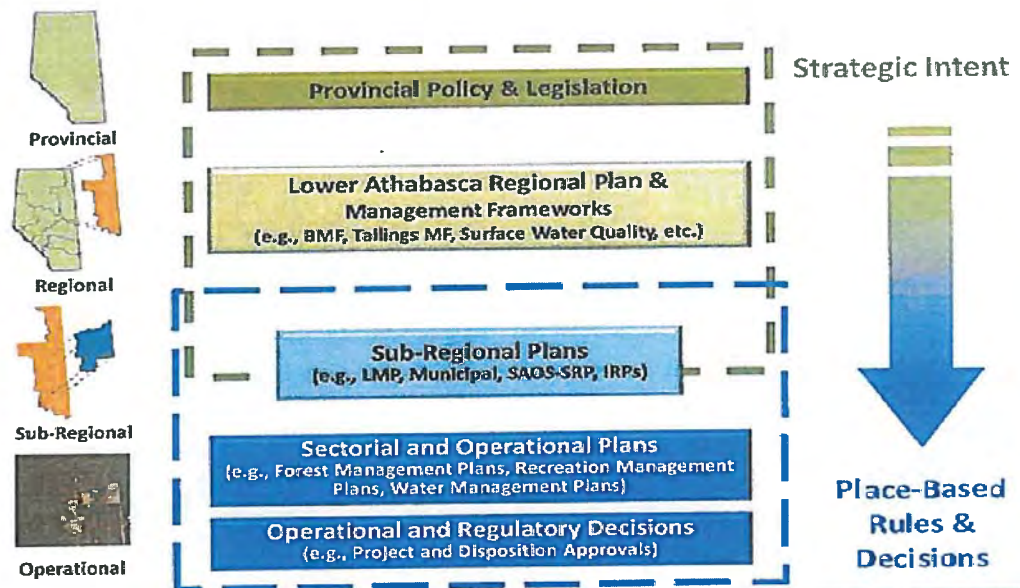 Provincial
Regional
Sub-Regional
Operational
Provincial Policy & Legislation
Lower Athabasca Regional Plan &
Management Frameworks
(e.g., BMF, Tailings MF, Surface Water Quality, etc.)
Sub-Regional Plans
(e.g., LMP, Municipal, SAOS-SRP, IRPs)
Sectorial and Operational Plans
(e.g., Forest Management Plans, Recreation Management
Plans, Water Management Plans)
Operational and Regulatory Decisions
(e.g., Project and Disposition Approvals)
Strategic Intent
Place-Based
Rules &
Decisions